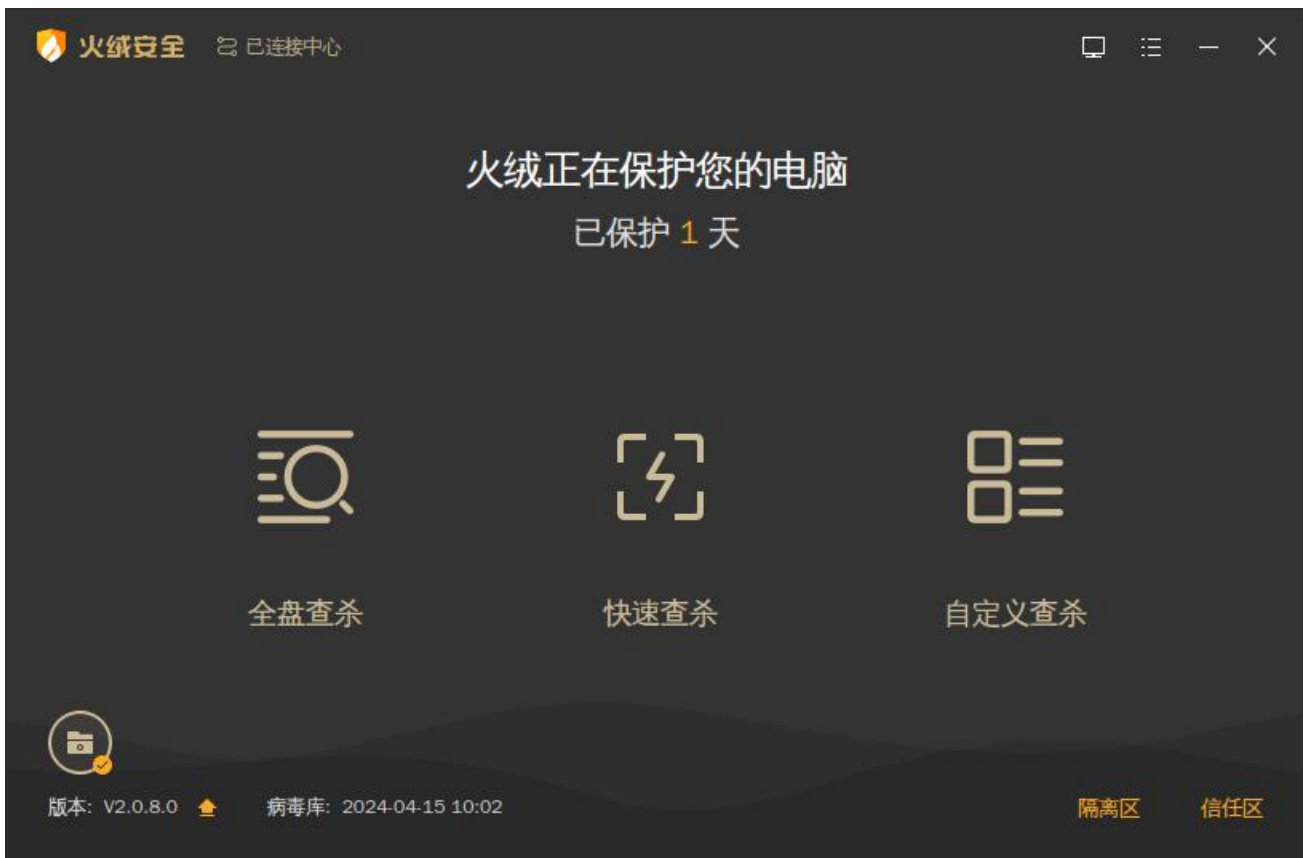 火绒安全 已连接中心
火绒正在保护您的电脑
已保护 1 天
全盘查杀 快速查杀 自定义查杀
版本: V2.0.8.0 病毒库: 2024-04-15 10:02 隔离区 信任区